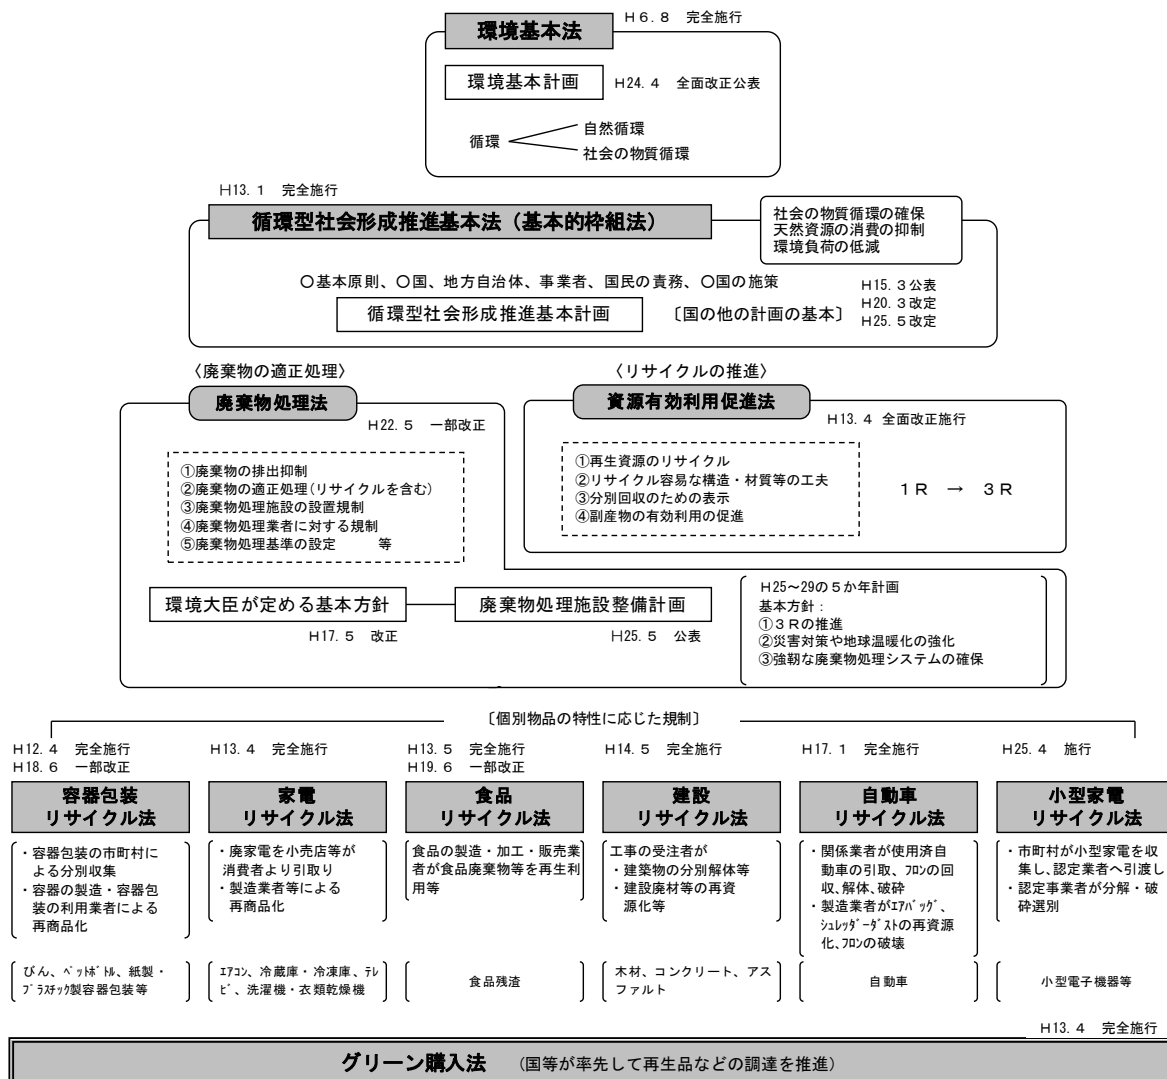 H6.8 完全施行
環境基本法
環境基本計画 H24.4 全面改正公表
自然循環
循環
社会の物質循環
H13.1 完全施行
循環型社会形成推進基本法（基本的枠組法）
社会の物質循環の確保
天然資源の消費の抑制
環境負荷の低減
○基本原則、○国、地方自治体、事業者、国民の責務、○国の施策
循環型社会形成推進基本計画 〔国の他の計画の基本〕
H15.3公表
H20.3改定
H25.5改定
〈廃棄物の適正処理〉
廃棄物処理法
H22.5 一部改正
①廃棄物の排出抑制
②廃棄物の適正処理(リサイクルを含む)
③廃棄物処理施設の設置規制
④廃棄物処理業者に対する規制
⑤廃棄物処理基準の設定 等
〈リサイクルの推進〉
資源有効利用促進法
H13.4 全面改正施行
①再生資源のリサイクル
②リサイクル容易な構造・材質等の工夫
③分別回収のための表示
④副産物の有効利用の促進
1R → 3R
環境大臣が定める基本方針
H17.5 改正
廃棄物処理施設整備計画
H25.5 公表
H25～29の5か年計画
基本方針：
①3Rの推進
②災害対策や地球温暖化の強化
③強靭な廃棄物処理システムの確保
〔個別物品の特性に応じた規制〕
H12.4 完全施行
H18.6 一部改正
容器包装
リサイクル法
・容器包装の市町村に
よる分別収集
・容器の製造・容器包
装の利用業者による
再商品化
びん、ﾍﾟｯﾄﾎﾞﾄﾙ、紙製・
ﾌﾟﾗｽﾁｯｸ製容器包装等
H13.4 完全施行
家電
リサイクル法
・廃家電を小売店等が
消費者より引取り
・製造業者等による
再商品化
ｴｱｺﾝ、冷蔵庫・冷凍庫、ﾃﾚ
ﾋﾞ、洗濯機・衣類乾燥機
H13.5 完全施行
H19.6 一部改正
食品
リサイクル法
食品の製造・加工・販売業
者が食品廃棄物等を再生利
用等
食品残渣
H14.5 完全施行
建設
リサイクル法
工事の受注者が
・建築物の分別解体等
・建設廃材等の再資
源化等
木材、コンクリート、アス
ファルト
H17.1 完全施行
自動車
リサイクル法
・関係業者が使用済自
動車の引取、ﾌﾛﾝの回
収、解体、破砕
・製造業者がｴｱﾊﾞｯｸﾞ、
ｼｭﾚｯﾀﾞｰﾀﾞｽﾄの再資源
化、ﾌﾛﾝの破壊
自動車
H25.4 施行
小型家電
リサイクル法
・市町村が小型家電を収
集し、認定業者へ引渡し
・認定事業者が分解・破
砕選別
小型電子機器等
H13.4 完全施行
グリーン購入法 （国等が率先して再生品などの調達を推進）